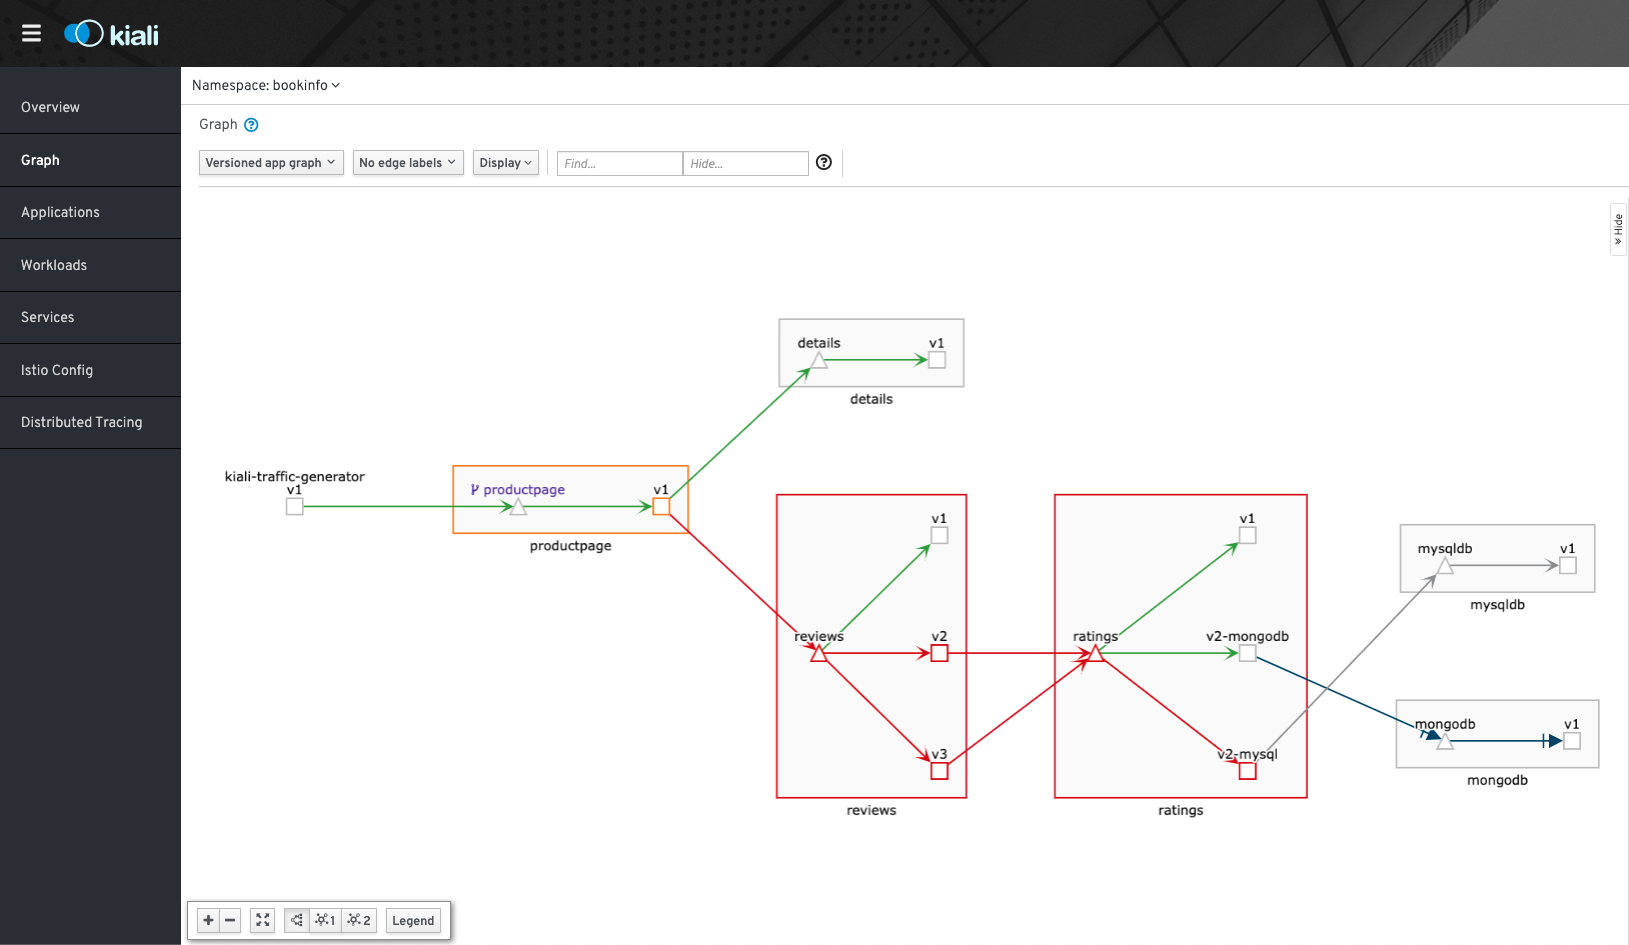 kiali
Namespace: bookinfo
Overview
Graph
Applications
Workloads
Services
Istio Config
Distributed Tracing
Graph ?
Versioned app graph No edge labels Display Find... Hide... ?
Hide
details v1
details
kiali-traffic-generator
v1
productpage v1
productpage
v1
reviews v2
v3
reviews
v1
ratings v2-mongodb
v2-mysql
ratings
mysqldb v1
mysqldb
mongodb v1
mongodb
1 2 Legend